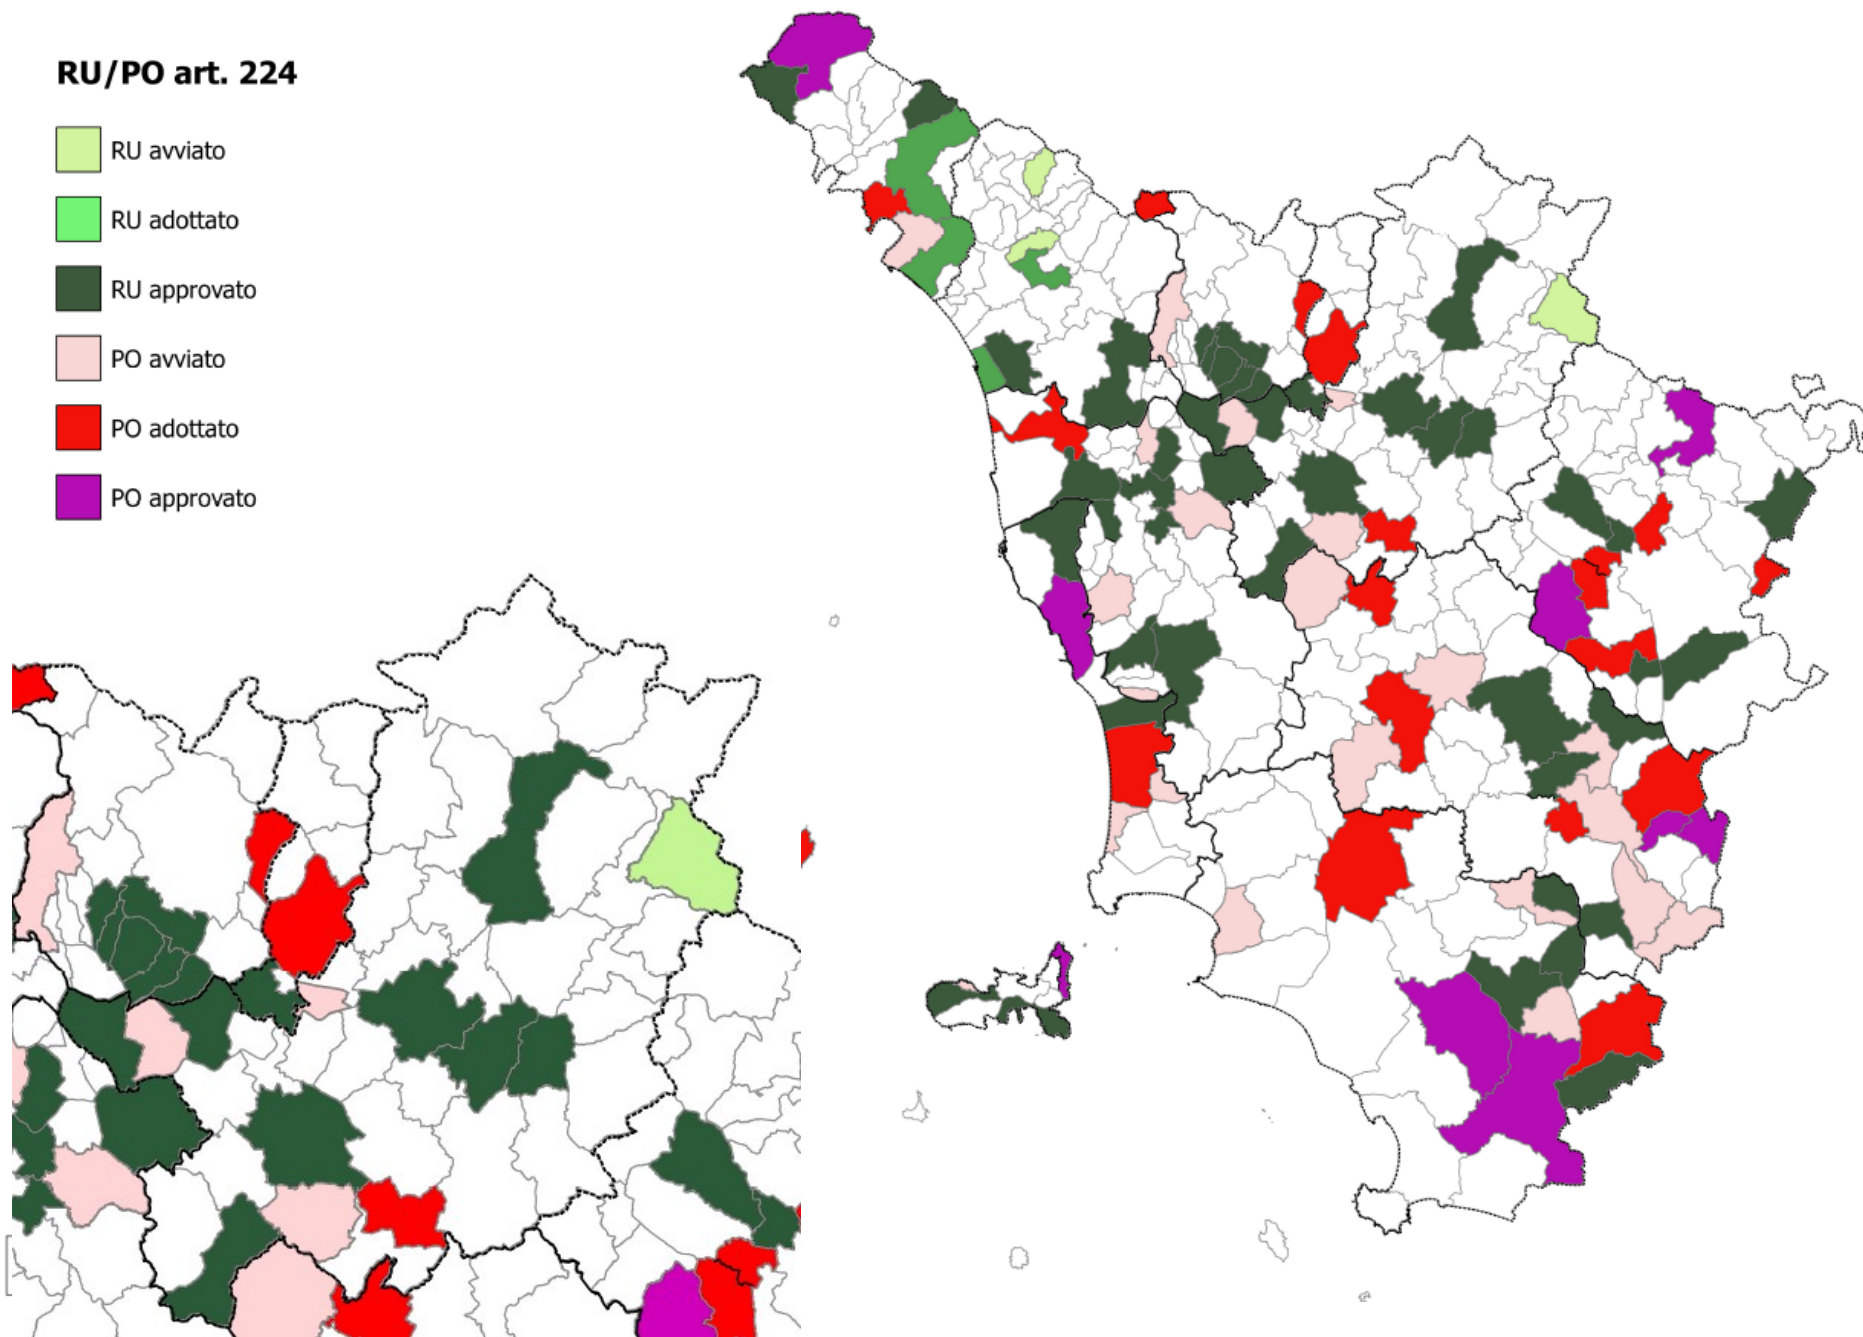 RU/PO art. 224
RU avviato
RU adottato
RU approvato
PO avviato
PO adottato
PO approvato